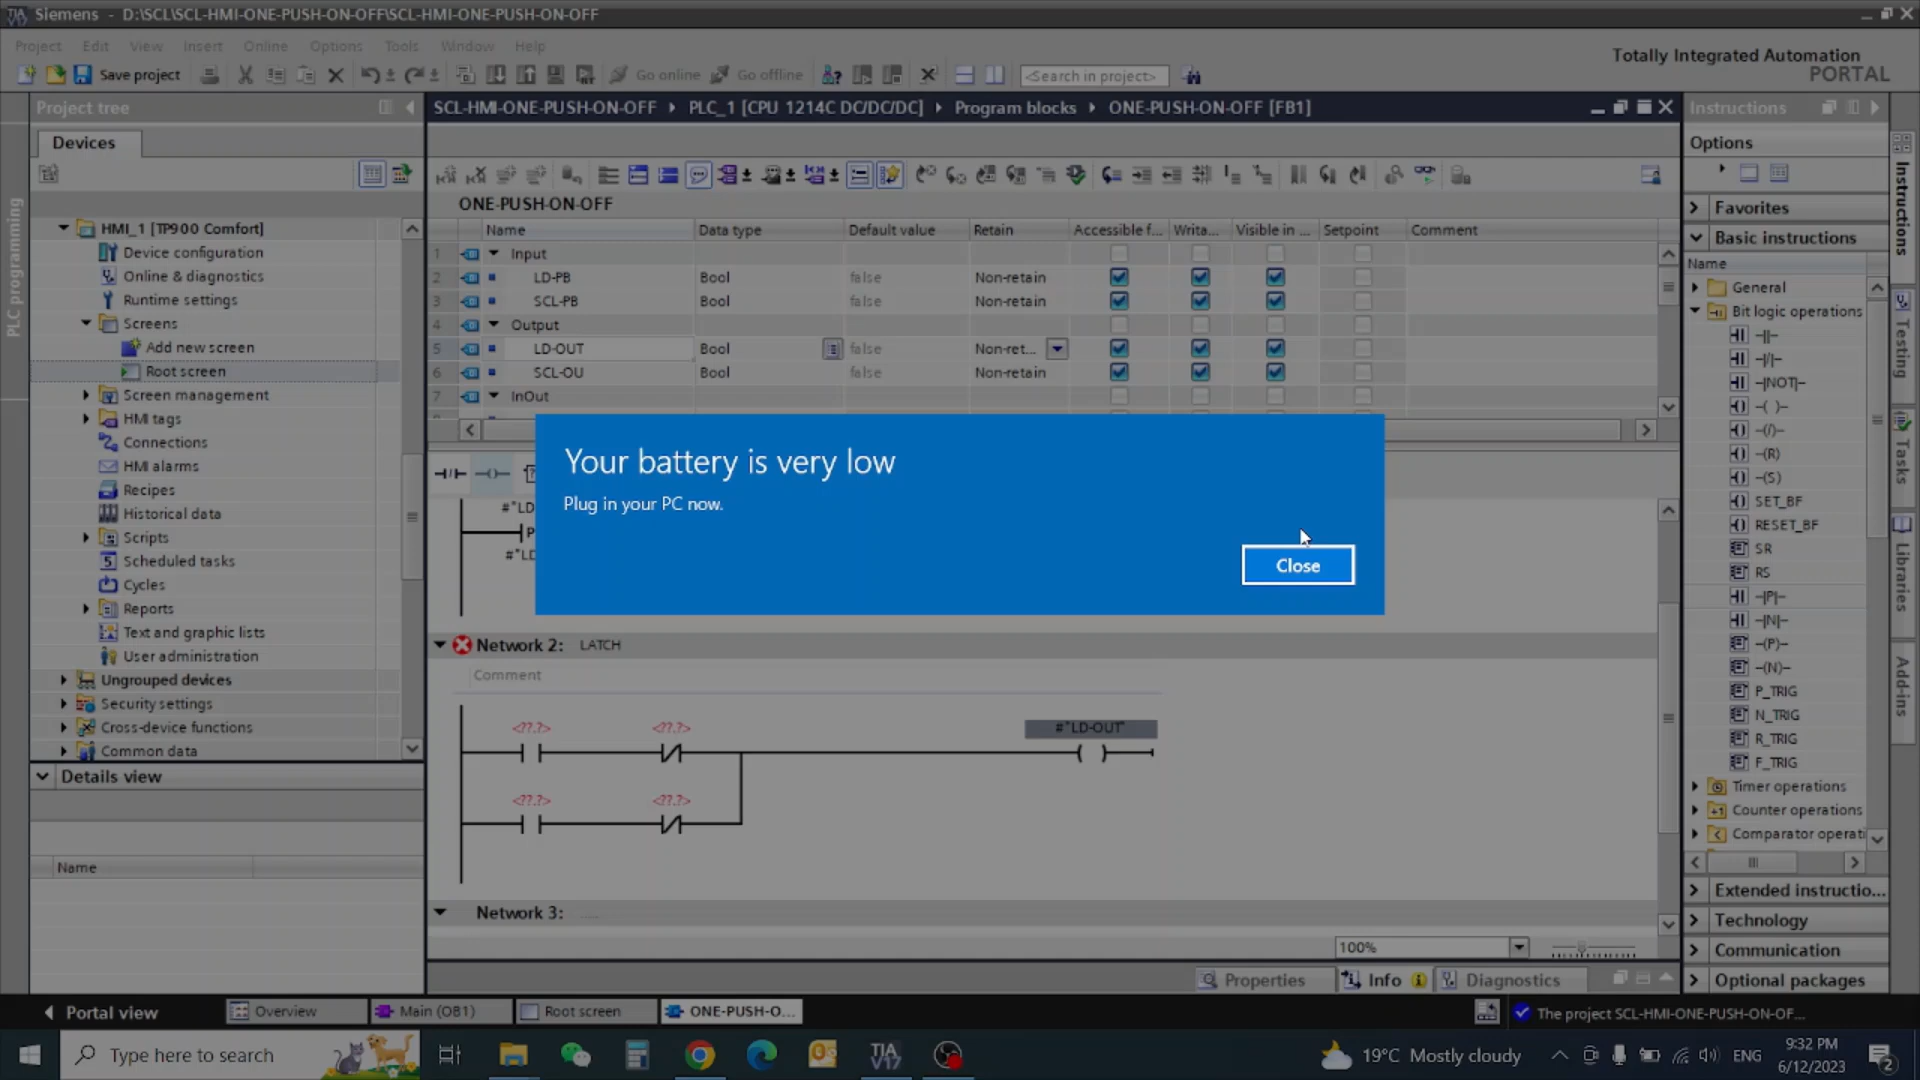 Siemens - D:\SCL\SCL-HMI-ONE-PUSH-ON-OFF\SCL-HMI-ONE-PUSH-ON-OFF
Project Edit View Insert Online Options Tools Window Help
Totally Integrated Automation
PORTAL
Save project
Go online
Go offline
<Search in project>
Project tree
SCL-HMI-ONE-PUSH-ON-OFF PLC_1 [CPU 1214C DC/DC/DC] Program blocks ONE-PUSH-ON-OFF [FB1]
Instructions
Devices
Options
PLC programming
ONE-PUSH-ON-OFF
Name Data type Default value Retain Accessible f... Writa... Visible in ... Setpoint Comment
1 Input
2 LD-PB Bool false Non-retain
3 SCL-PB Bool false Non-retain
4 Output
5 LD-OUT Bool false Non-ret...
6 SCL-OU Bool false Non-retain
7 InOut
HMI_1 [TP900 Comfort]
Device configuration
Online & diagnostics
Runtime settings
Screens
Add new screen
Root screen
Screen management
HMI tags
Connections
HMI alarms
Recipes
Historical data
Scripts
Scheduled tasks
Cycles
Reports
Text and graphic lists
User administration
Ungrouped devices
Security settings
Cross-device functions
Common data
Details view
Name
Your battery is very low
Plug in your PC now.
Close
#"LD
P
#"LD
Network 2: LATCH
Comment
<??.?> <??.?> #"LD-OUT"
<??.?> <??.?>
Network 3:
100%
Properties Info Diagnostics
Favorites
Basic instructions
Name
General
Bit logic operations
-||-
-|/|-
-|NOT|-
-( )-
-(/)-
-(R)
-(S)
SET_BF
RESET_BF
SR
RS
-|P|-
-|N|-
-(P)-
-(N)-
P_TRIG
N_TRIG
R_TRIG
F_TRIG
Timer operations
Counter operations
Comparator operati
Extended instructio...
Technology
Communication
Optional packages
Instructions
Testing
Tasks
Libraries
Add-ins
Portal view Overview Main (OB1) Root screen ONE-PUSH-O... The project SCL-HMI-ONE-PUSH-ON-OF...
Type here to search
TIA
V17
19°C Mostly cloudy
ENG
9:32 PM
6/12/2023
2